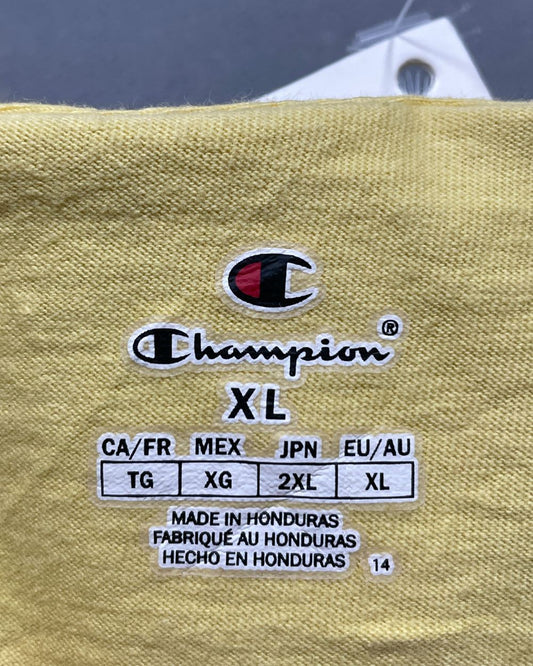 Champion®
XL
CA/FR MEX JPN EU/AU
TG XG 2XL XL
MADE IN HONDURAS
FABRIQUÉ AU HONDURAS
HECHO EN HONDURAS 14